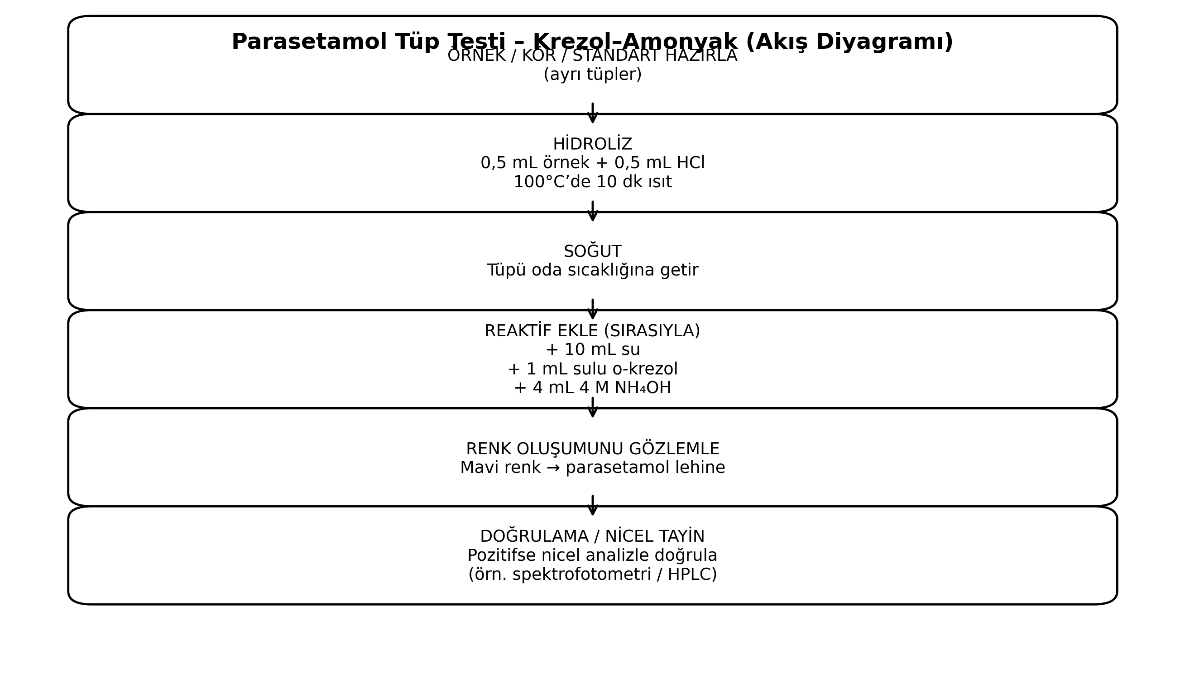 Parasetamol Tüp Testi – Krezol–Amonyak (Akış Diyagramı)
ÖRNEK / KÖR / STANDART HAZIRLA
(ayrı tüpler)
HİDROLİZ
0,5 mL örnek + 0,5 mL HCl
100°C’de 10 dk ısıt
SOĞUT
Tüpü oda sıcaklığına getir
REAKTİF EKLE (SIRASIYLA)
+ 10 mL su
+ 1 mL sulu o-krezol
+ 4 mL 4 M NH₄OH
RENK OLUŞUMUNU GÖZLEMLE
Mavi renk → parasetamol lehine
DOĞRULAMA / NİCEL TAYİN
Pozitifse nicel analizle doğrula
(örn. spektrofotometri / HPLC)